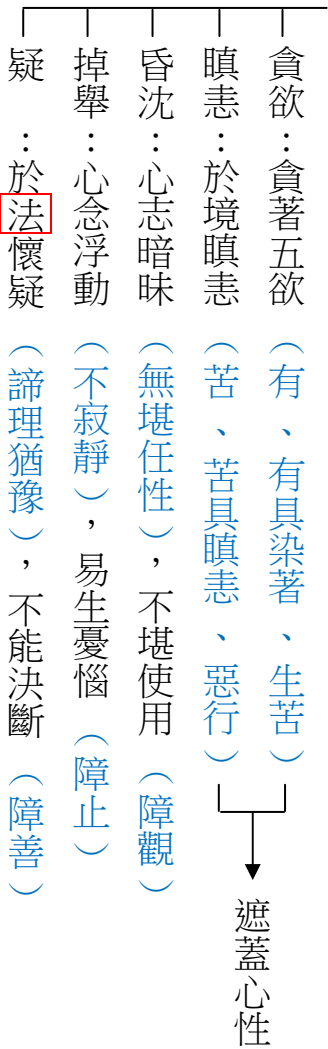 貪欲：貪著五欲（有、有具染著、生苦）
瞋恚：於境瞋恚（苦、苦具瞋恚、惡行）
遮蓋心性
昏沈：心志暗昧（無堪任性），不堪使用（障觀）
掉舉：心念浮動（不寂靜），易生憂惱（障止）
疑：於法懷疑（諦理猶豫），不能決斷（障善）